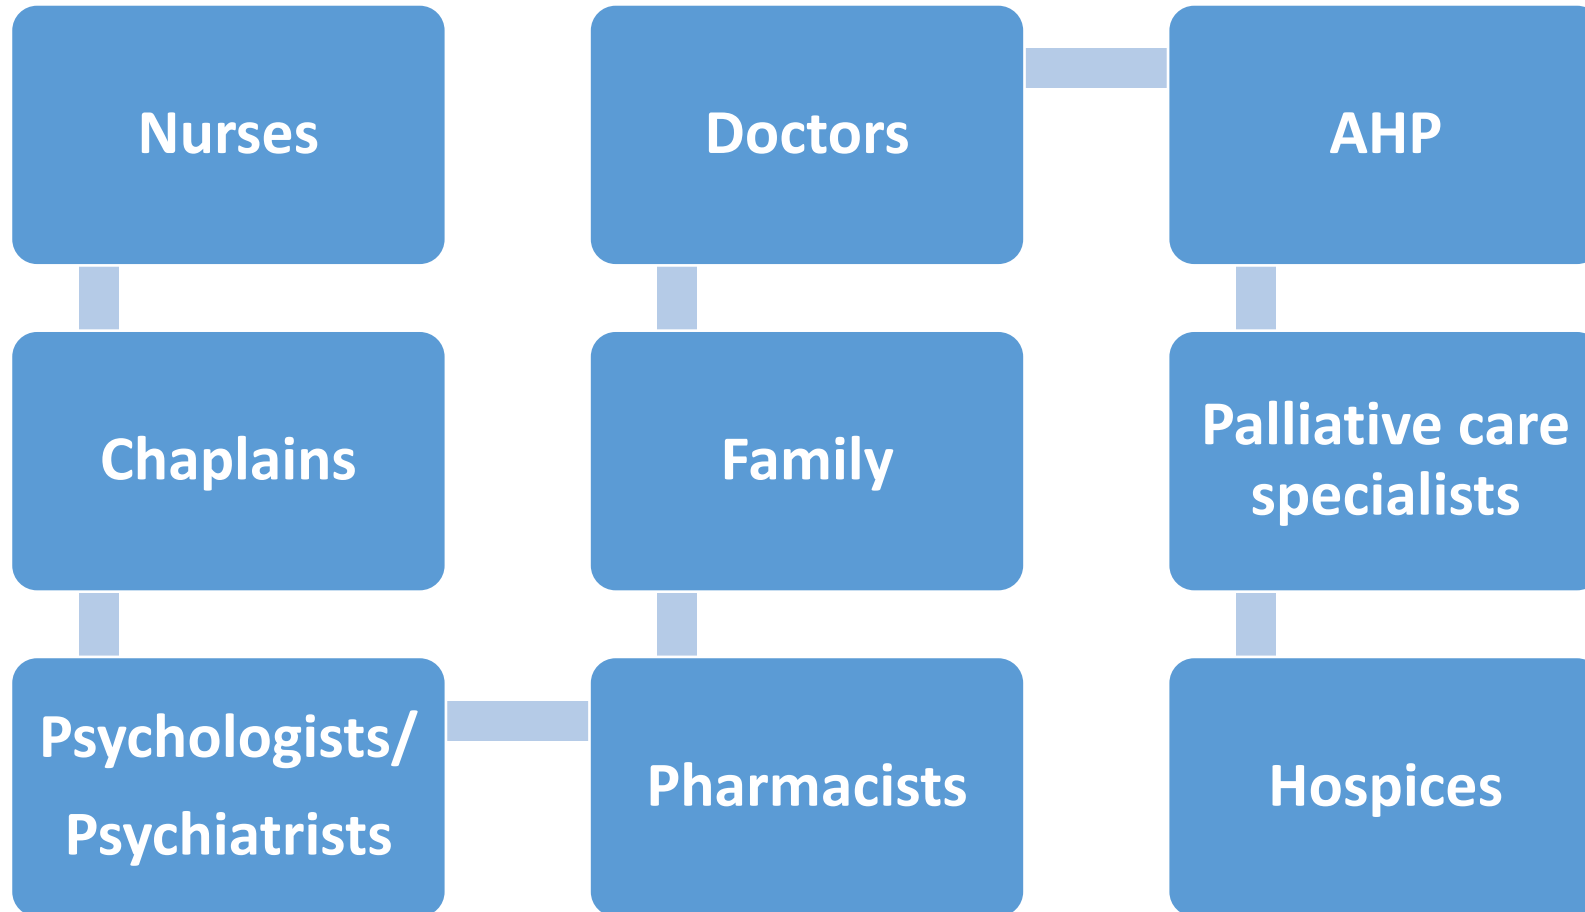 Nurses
Chaplains
Psychologists/
Psychiatrists
Pharmacists
Family
Doctors
AHP
Palliative care
specialists
Hospices